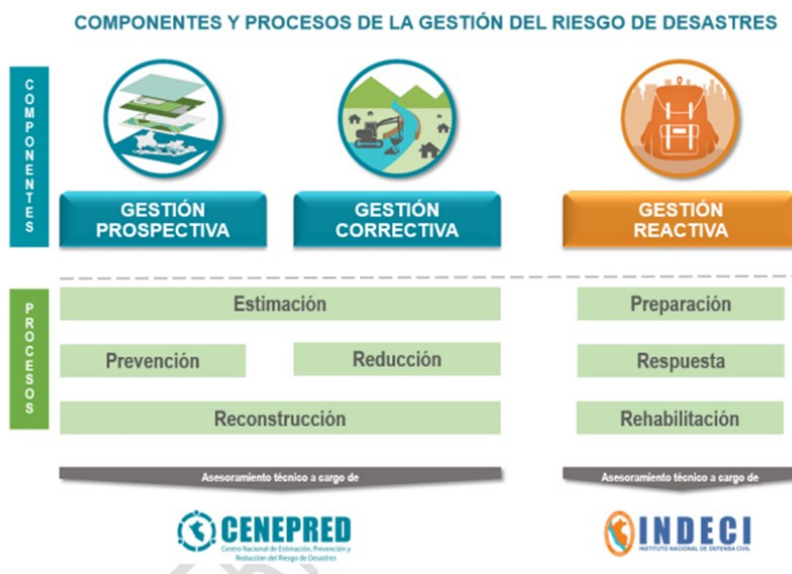 COMPONENTES Y PROCESOS DE LA GESTIÓN DEL RIESGO DE DESASTRES
COMPONENTES
GESTIÓN
PROSPECTIVA
GESTIÓN
CORRECTIVA
GESTIÓN
REACTIVA
PROCESOS
Estimación
Preparación
Prevención
Reducción
Respuesta
Reconstrucción
Rehabilitación
Asesoramiento técnico a cargo de
Asesoramiento técnico a cargo de
CENEPRED
Centro Nacional de Estimación, Prevención y
Reducción del Riesgo de Desastres
INDECI
INSTITUTO NACIONAL DE DEFENSA CIVIL